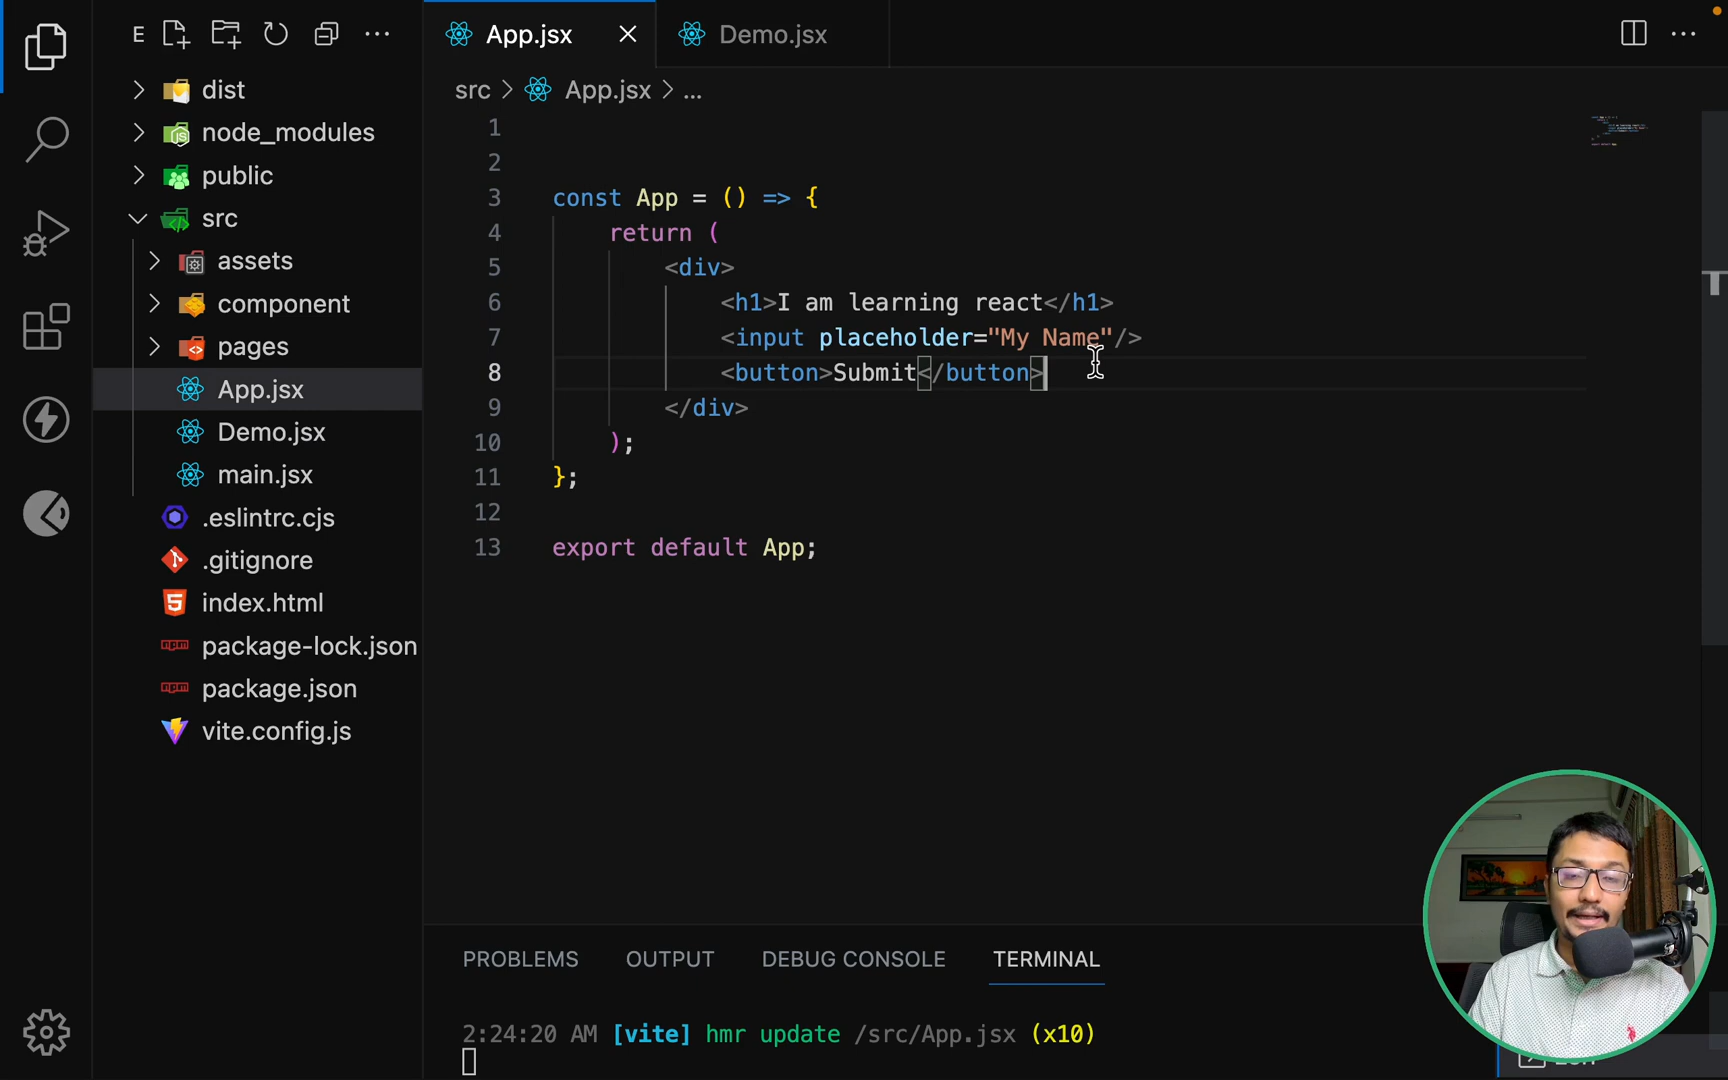 E
App.jsx
Demo.jsx
src > App.jsx > ...
dist
node_modules
public
src
assets
component
pages
App.jsx
Demo.jsx
main.jsx
.eslintrc.cjs
.gitignore
index.html
package-lock.json
package.json
vite.config.js
1
2
3 const App = () => {
4 return (
5 <div>
6 <h1>I am learning react</h1>
7 <input placeholder="My Name"/>
8 <button>Submit</button>
9 </div>
10 );
11 };
12
13 export default App;
PROBLEMS OUTPUT DEBUG CONSOLE TERMINAL
2:24:20 AM [vite] hmr update /src/App.jsx (x10)